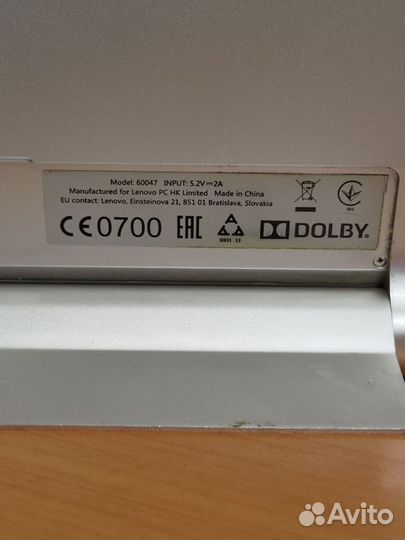 Model: 60047 INPUT: 5.2V⎓2A
Manufactured for Lenovo PC HK Limited Made in China
EU contact: Lenovo, Einsteinova 21, 851 01 Bratislava, Slovakia
CE0700 EAC DOLBY.
Avito